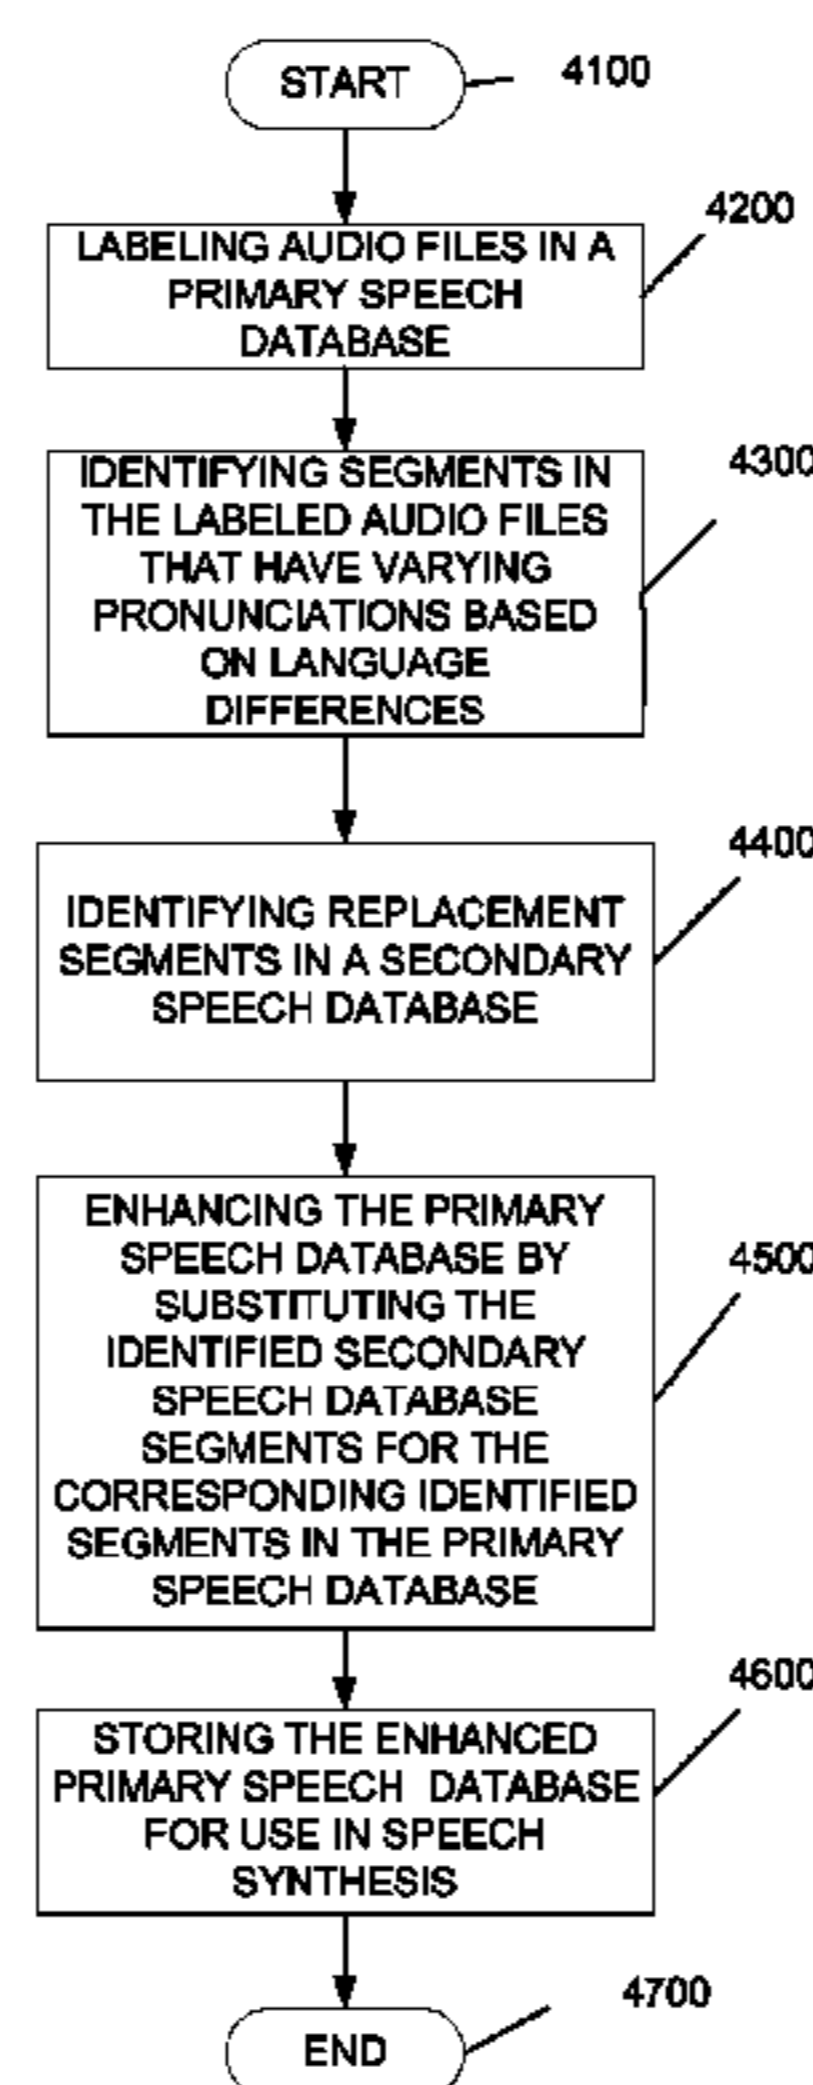 START
4100
4200
LABELING AUDIO FILES IN A
PRIMARY SPEECH
DATABASE
4300
IDENTIFYING SEGMENTS IN
THE LABELED AUDIO FILES
THAT HAVE VARYING
PRONUNCIATIONS BASED
ON LANGUAGE
DIFFERENCES
4400
IDENTIFYING REPLACEMENT
SEGMENTS IN A SECONDARY
SPEECH DATABASE
4500
ENHANCING THE PRIMARY
SPEECH DATABASE BY
SUBSTITUTING THE
IDENTIFIED SECONDARY
SPEECH DATABASE
SEGMENTS FOR THE
CORRESPONDING IDENTIFIED
SEGMENTS IN THE PRIMARY
SPEECH DATABASE
4600
STORING THE ENHANCED
PRIMARY SPEECH DATABASE
FOR USE IN SPEECH
SYNTHESIS
4700
END